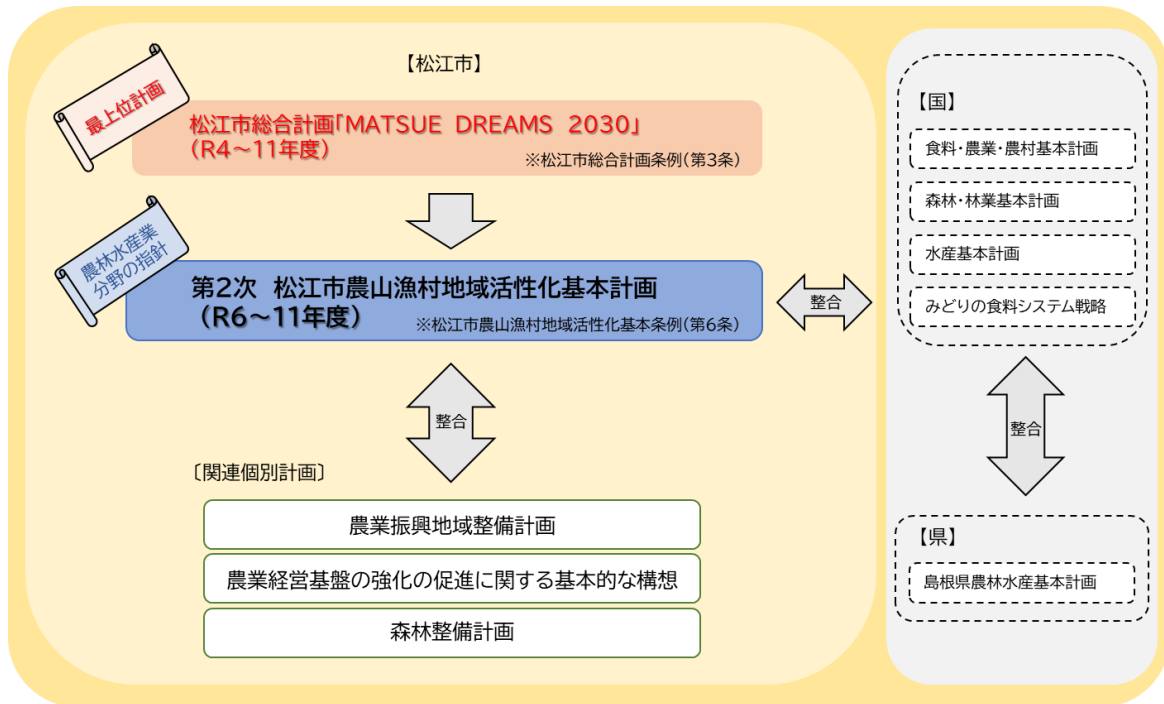 【松江市】
最上位計画
松江市総合計画「MATSUE DREAMS 2030」
（R4～11年度）
※松江市総合計画条例(第3条)
農林水産業
分野の指針
第2次 松江市農山漁村地域活性化基本計画
（R6～11年度）
※松江市農山漁村地域活性化基本条例(第6条)
整合
整合
〔関連個別計画〕
農業振興地域整備計画
農業経営基盤の強化の促進に関する基本的な構想
森林整備計画
【国】
食料・農業・農村基本計画
森林・林業基本計画
水産基本計画
みどりの食料システム戦略
整合
【県】
島根県農林水産基本計画